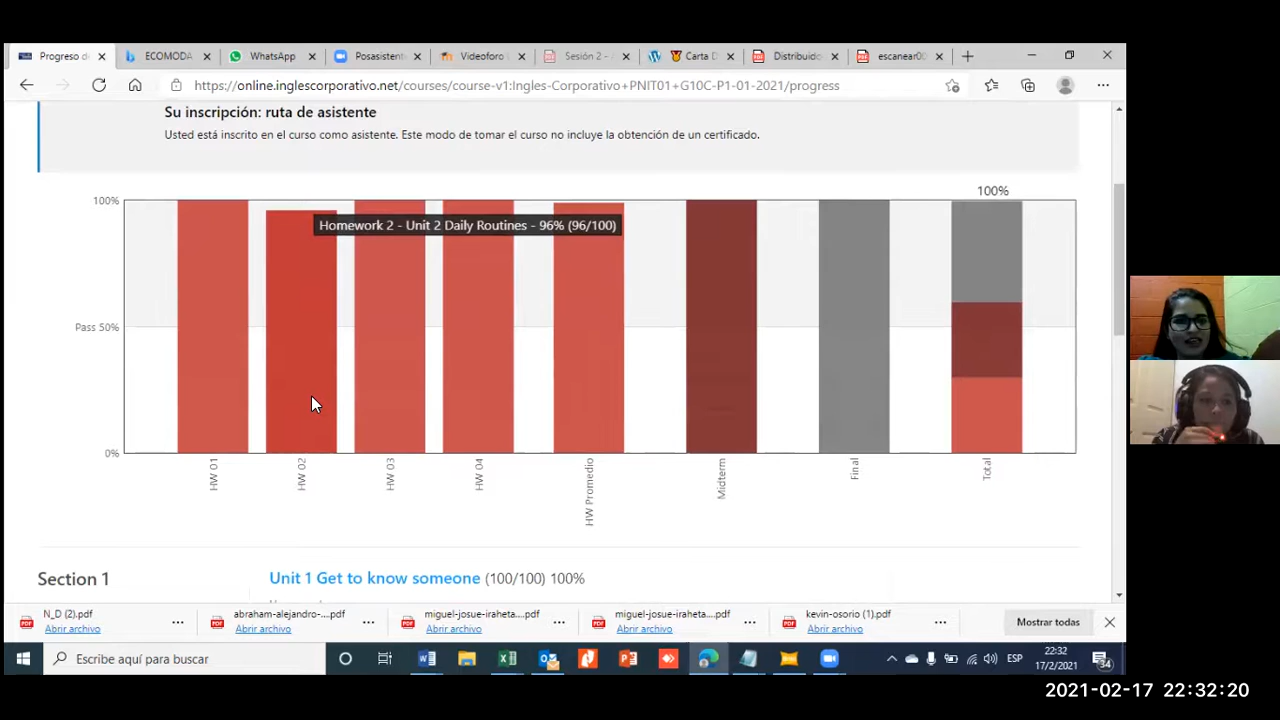 Progreso de
ECOMODA
WhatsApp
Posasistent
Videoforo
Sesión 2 -
Carta D
Distribuido
escanear0
https://online.inglescorporativo.net/courses/course-v1:Ingles-Corporativo+PNIT01+G10C-P1-01-2021/progress
Su inscripción: ruta de asistente
Usted está inscrito en el curso como asistente. Este modo de tomar el curso no incluye la obtención de un certificado.
100%
100%
Homework 2 - Unit 2 Daily Routines - 96% (96/100)
Pass 50%
0%
HW 01
HW 02
HW 03
HW 04
HW Promedio
Midterm
Final
Total
Section 1
Unit 1 Get to know someone (100/100) 100%
N_D (2).pdf
Abrir archivo
abraham-alejandro-....pdf
Abrir archivo
miguel-josue-iraheta....pdf
Abrir archivo
miguel-josue-iraheta....pdf
Abrir archivo
kevin-osorio (1).pdf
Abrir archivo
Mostrar todas
Escribe aquí para buscar
ESP
22:32
17/2/2021
34
2021-02-17 22:32:20